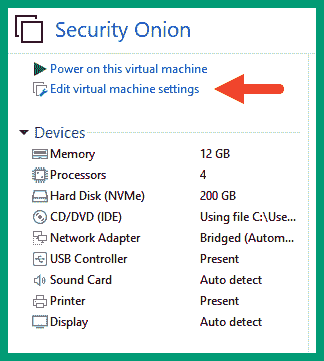 Security Onion
Power on this virtual machine
Edit virtual machine settings
Devices
Memory 12 GB
Processors 4
Hard Disk (NVMe) 200 GB
CD/DVD (IDE) Using file C:\Use...
Network Adapter Bridged (Autom...
USB Controller Present
Sound Card Auto detect
Printer Present
Display Auto detect